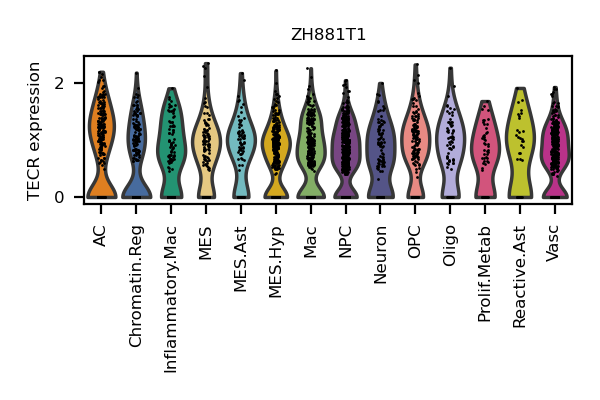 ZH881T1
TECR expression
2
0
AC
Chromatin.Reg
Inflammatory.Mac
MES
MES.Ast
MES.Hyp
Mac
NPC
Neuron
OPC
Oligo
Prolif.Metab
Reactive.Ast
Vasc